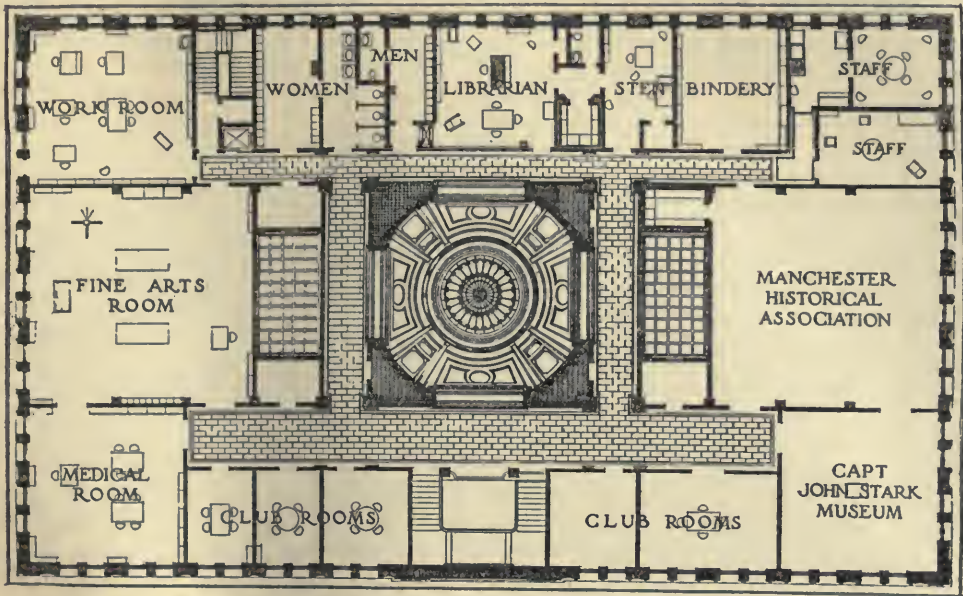 WORK ROOM
WOMEN
MEN
LIBRARIAN
STEN
BINDERY
STAFF
STAFF
FINE ARTS
ROOM
MANCHESTER
HISTORICAL
ASSOCIATION
MEDICAL
ROOM
CLUB ROOMS
CLUB ROOMS
CAPT
JOHN STARK
MUSEUM